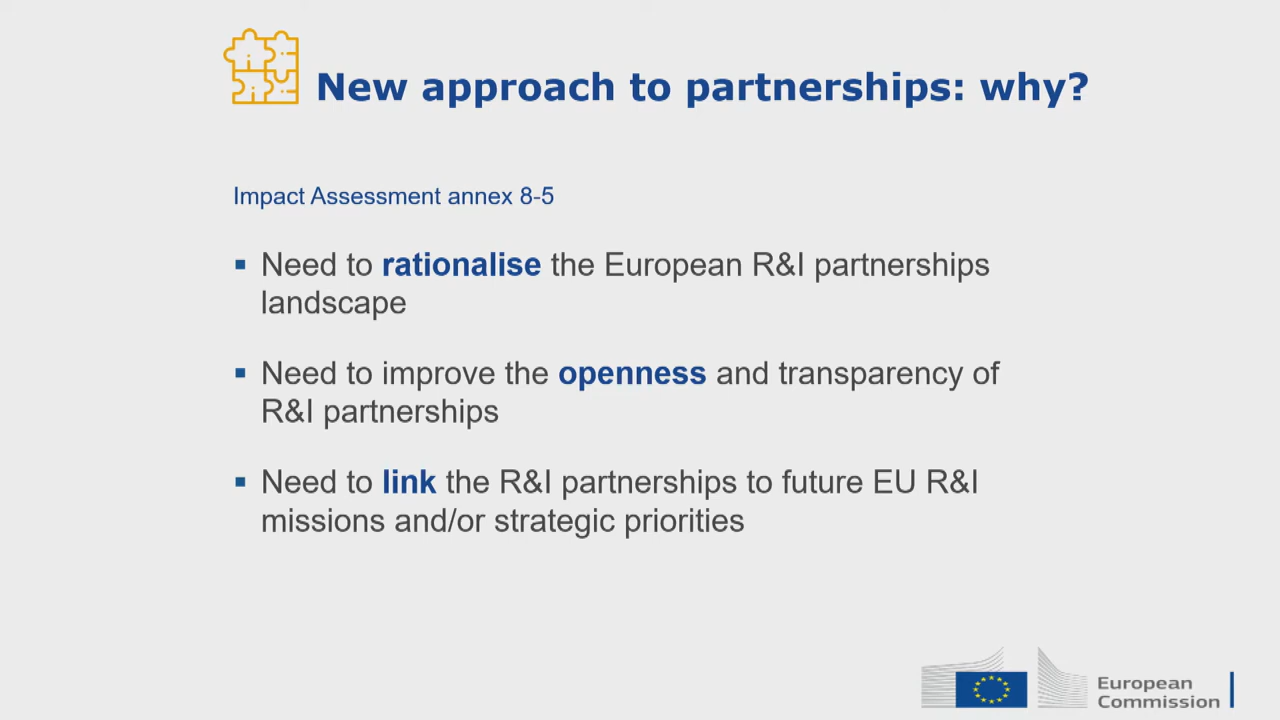 New approach to partnerships: why?
Impact Assessment annex 8-5
▪ Need to rationalise the European R&I partnerships
landscape
▪ Need to improve the openness and transparency of
R&I partnerships
▪ Need to link the R&I partnerships to future EU R&I
missions and/or strategic priorities
European
Commission